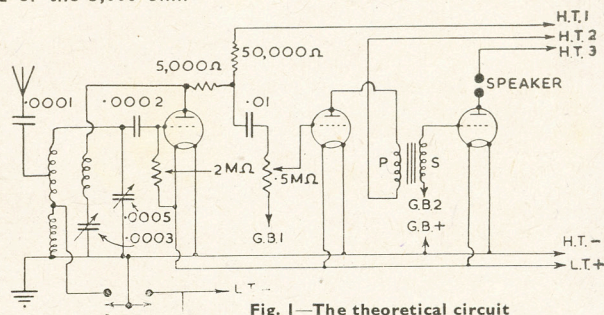 H.T.1
H.T.2
H.T.3
50,000Ω
5,000Ω
SPEAKER
.0001
.0002
.01
2MΩ
.5MΩ
P
S
.0005
.0003
G.B.1
G.B.2
G.B.+
H.T.–
L.T.+
Fig. 1—The theoretical circuit